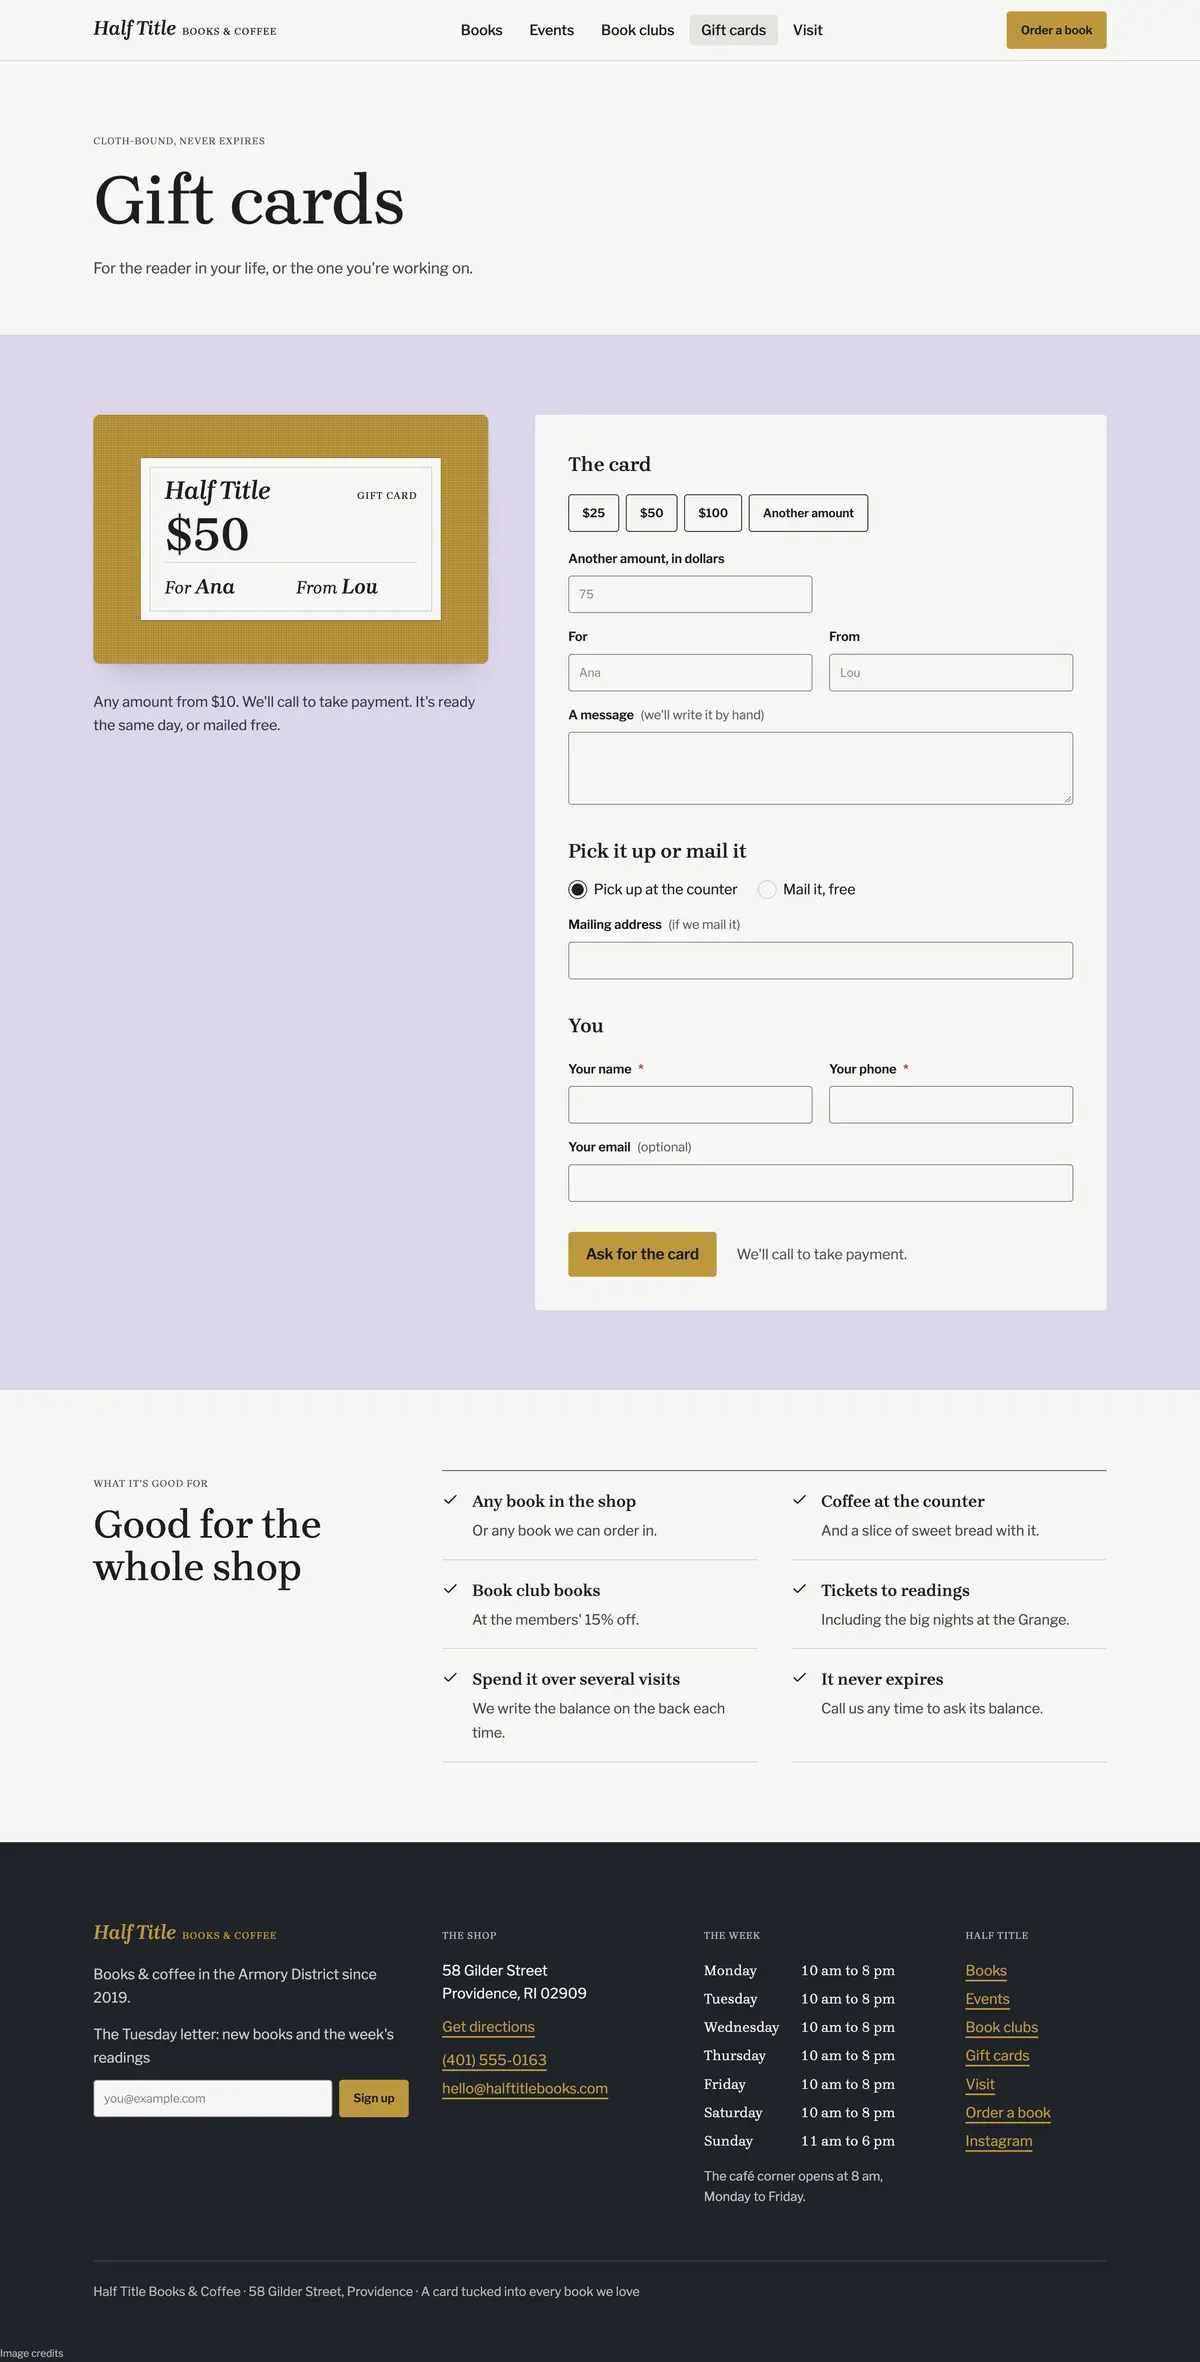 Half Title BOOKS & COFFEE
Books
Events
Book clubs
Gift cards
Visit
Order a book
CLOTH-BOUND, NEVER EXPIRES
Gift cards
For the reader in your life, or the one you're working on.
Half Title
GIFT CARD
$50
For Ana
From Lou
Any amount from $10. We'll call to take payment. It's ready
the same day, or mailed free.
The card
$25
$50
$100
Another amount
Another amount, in dollars
75
For
From
Ana
Lou
A message (we'll write it by hand)
Pick it up or mail it
Pick up at the counter
Mail it, free
Mailing address (if we mail it)
You
Your name *
Your phone *
Your email (optional)
Ask for the card
We'll call to take payment.
WHAT IT'S GOOD FOR
Good for the
whole shop
Any book in the shop
Or any book we can order in.
Coffee at the counter
And a slice of sweet bread with it.
Book club books
At the members' 15% off.
Tickets to readings
Including the big nights at the Grange.
Spend it over several visits
We write the balance on the back each
time.
It never expires
Call us any time to ask its balance.
Half Title BOOKS & COFFEE
Books & coffee in the Armory District since
2019.
The Tuesday letter: new books and the week's
readings
you@example.com
Sign up
THE SHOP
58 Gilder Street
Providence, RI 02909
Get directions
(401) 555-0163
hello@halftitlebooks.com
THE WEEK
Monday 10 am to 8 pm
Tuesday 10 am to 8 pm
Wednesday 10 am to 8 pm
Thursday 10 am to 8 pm
Friday 10 am to 8 pm
Saturday 10 am to 8 pm
Sunday 11 am to 6 pm
The café corner opens at 8 am,
Monday to Friday.
HALF TITLE
Books
Events
Book clubs
Gift cards
Visit
Order a book
Instagram
Half Title Books & Coffee · 58 Gilder Street, Providence · A card tucked into every book we love
Image credits